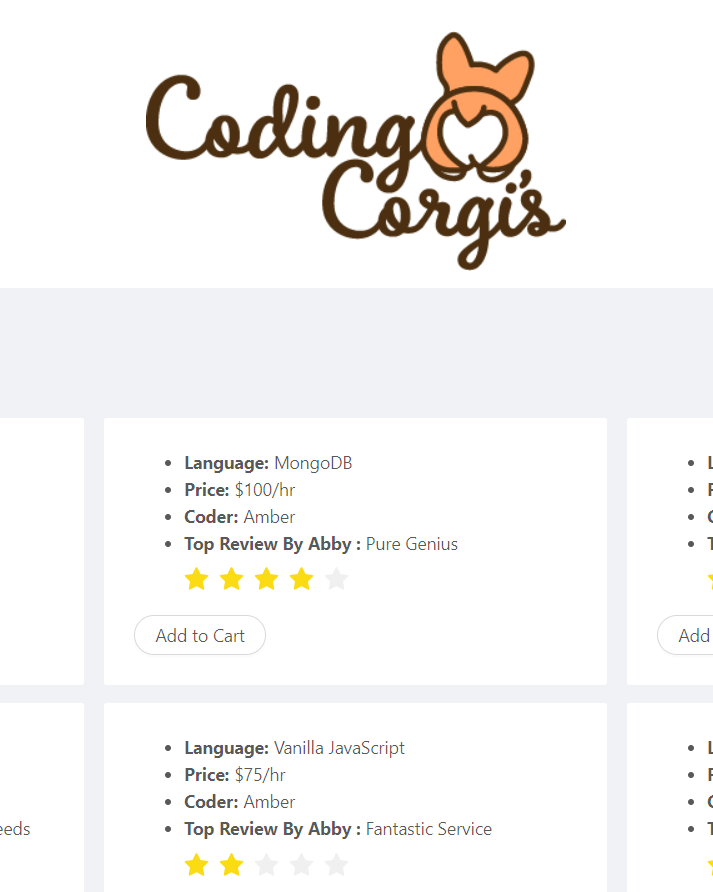 Coding
Corgi's
• Language: MongoDB
• Price: $100/hr
• Coder: Amber
• Top Review By Abby : Pure Genius
Add to Cart
Add
• Language: Vanilla JavaScript
• Price: $75/hr
• Coder: Amber
• Top Review By Abby : Fantastic Service
eeds